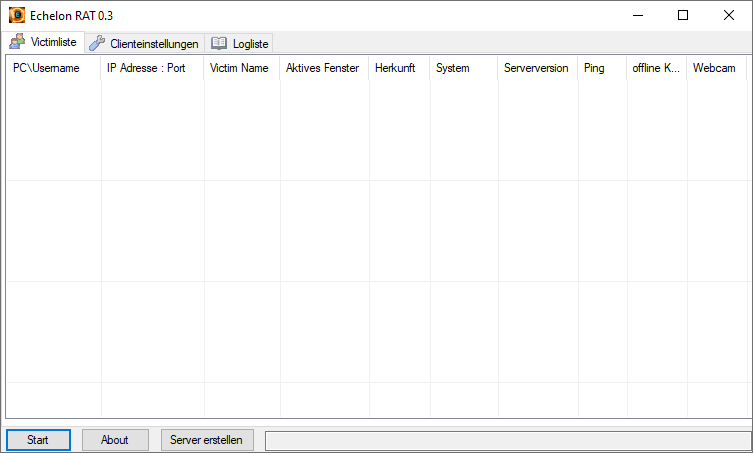 Echelon RAT 0.3
Victimliste Clienteinstellungen Logliste
PC\Username IP Adresse : Port Victim Name Aktives Fenster Herkunft System Serverversion Ping offline K... Webcam
Start About Server erstellen